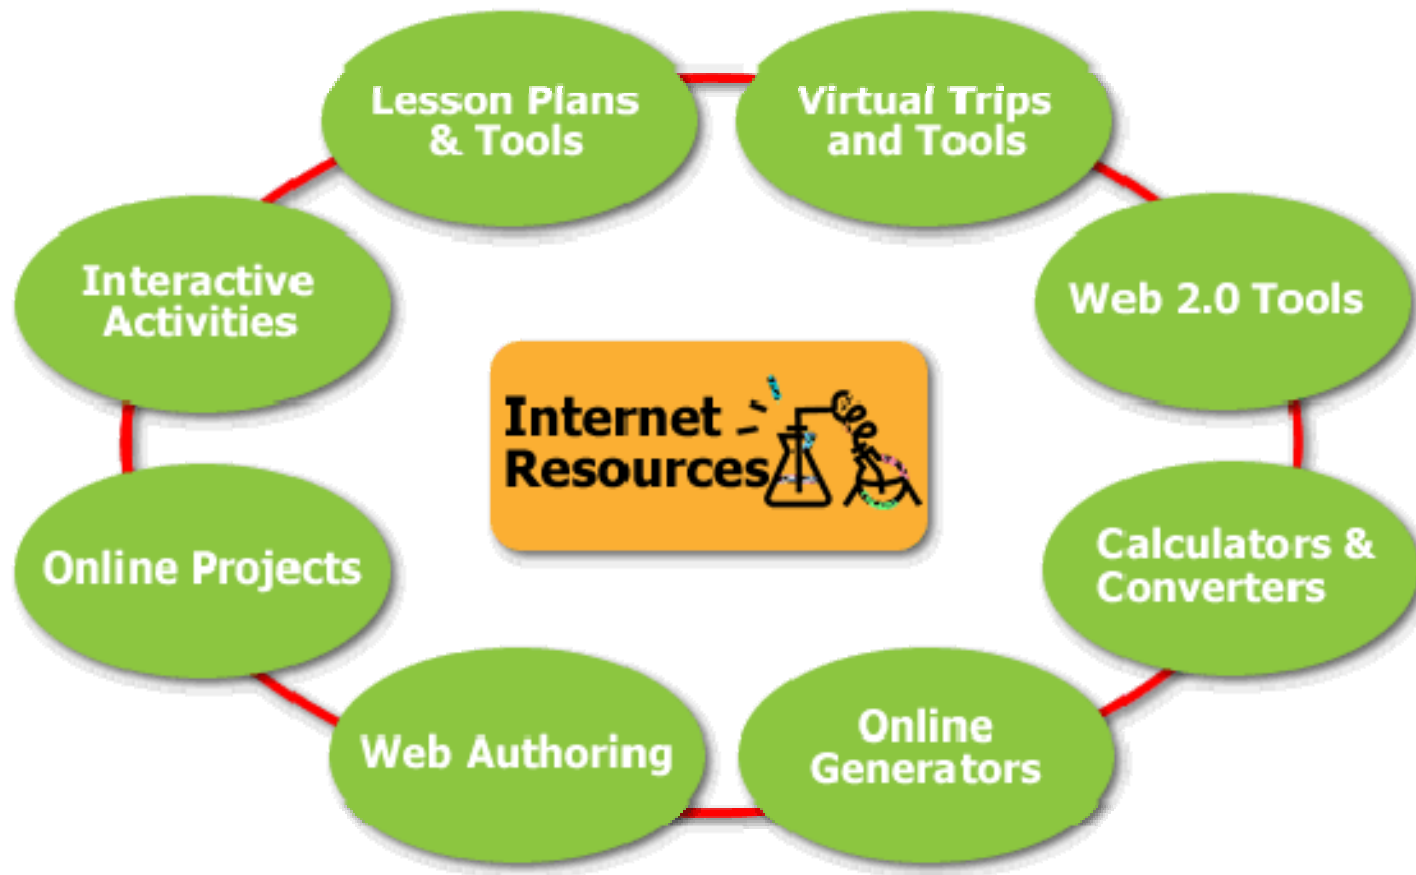 Lesson Plans
& Tools
Virtual Trips
and Tools
Interactive
Activities
Web 2.0 Tools
Internet
Resources
Online Projects
Calculators &
Converters
Web Authoring
Online
Generators